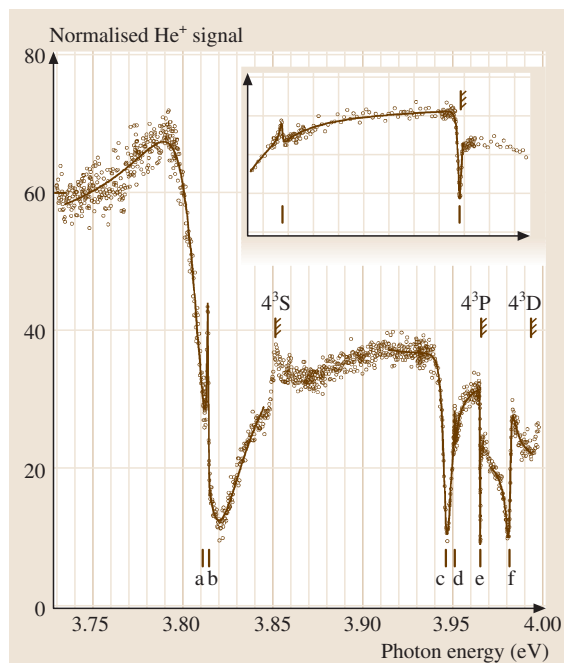 Normalised He⁺ signal
80
60
4³S 4³P 4³D
40
20
a b c d e f
0
3.75 3.80 3.85 3.90 3.95 4.00
Photon energy (eV)